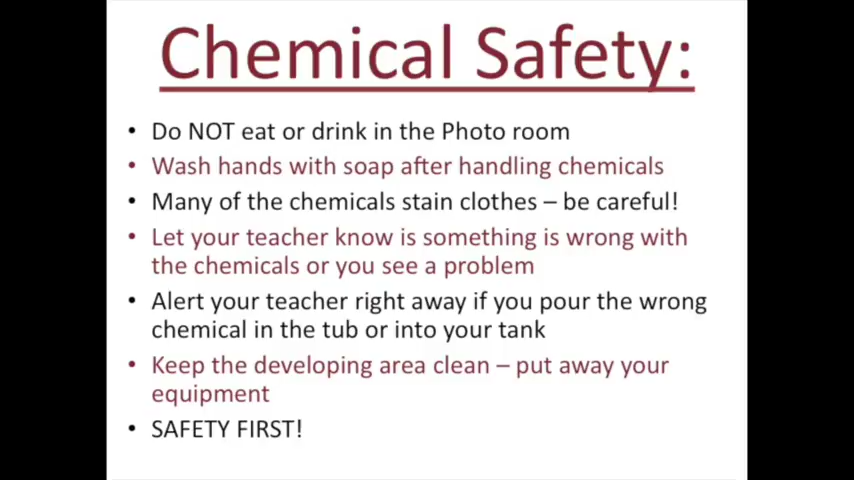 Chemical Safety:
• Do NOT eat or drink in the Photo room
• Wash hands with soap after handling chemicals
• Many of the chemicals stain clothes – be careful!
• Let your teacher know is something is wrong with
the chemicals or you see a problem
• Alert your teacher right away if you pour the wrong
chemical in the tub or into your tank
• Keep the developing area clean – put away your
equipment
• SAFETY FIRST!